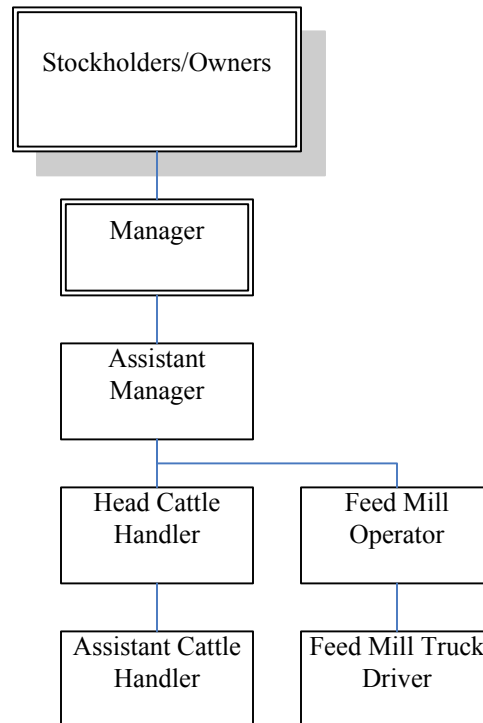 Stockholders/Owners
Manager
Assistant
Manager
Head Cattle
Handler
Feed Mill
Operator
Assistant Cattle
Handler
Feed Mill Truck
Driver